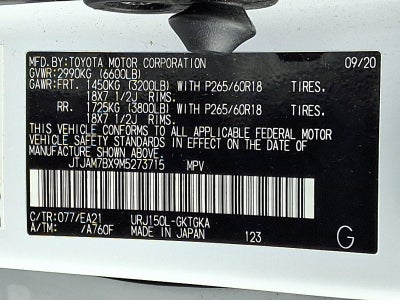 MFD.BY:TOYOTA MOTOR CORPORATION 09/20
GVWR:2990KG (6600LB)
GAWR:FRT. 1450KG (3200LB) WITH P265/60R18 TIRES.
18X7 1/2J RIMS.
RR. 1725KG (3800LB) WITH P265/60R18 TIRES.
18X7 1/2J RIMS.
THIS VEHICLE CONFORMS TO ALL APPLICABLE FEDERAL MOTOR
VEHICLE SAFETY STANDARDS IN EFFECT ON THE DATE OF
MANUFACTURE SHOWN ABOVE.
JTJAM7BX9M5273715 MPV
C/TR:077/EA21 URJ150L-GKTGKA
A/TM: /A760F MADE IN JAPAN 123 G